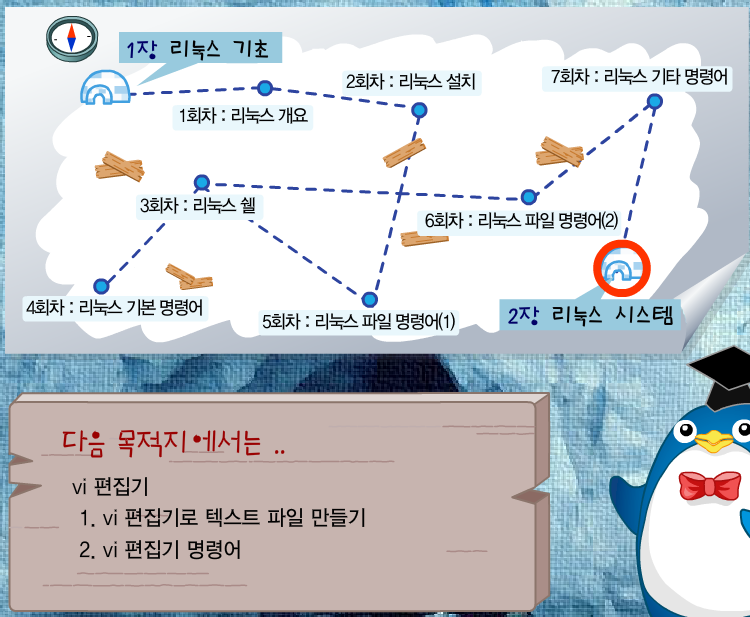 1장 리눅스 기초
2회차 : 리눅스 설치
7회차 : 리눅스 기타 명령어
1회차 : 리눅스 개요
3회차 : 리눅스 쉘
6회차 : 리눅스 파일 명령어(2)
4회차 : 리눅스 기본 명령어
5회차 : 리눅스 파일 명령어(1)
2장 리눅스 시스템
다음 목적지에서는 ..
vi 편집기
1. vi 편집기로 텍스트 파일 만들기
2. vi 편집기 명령어